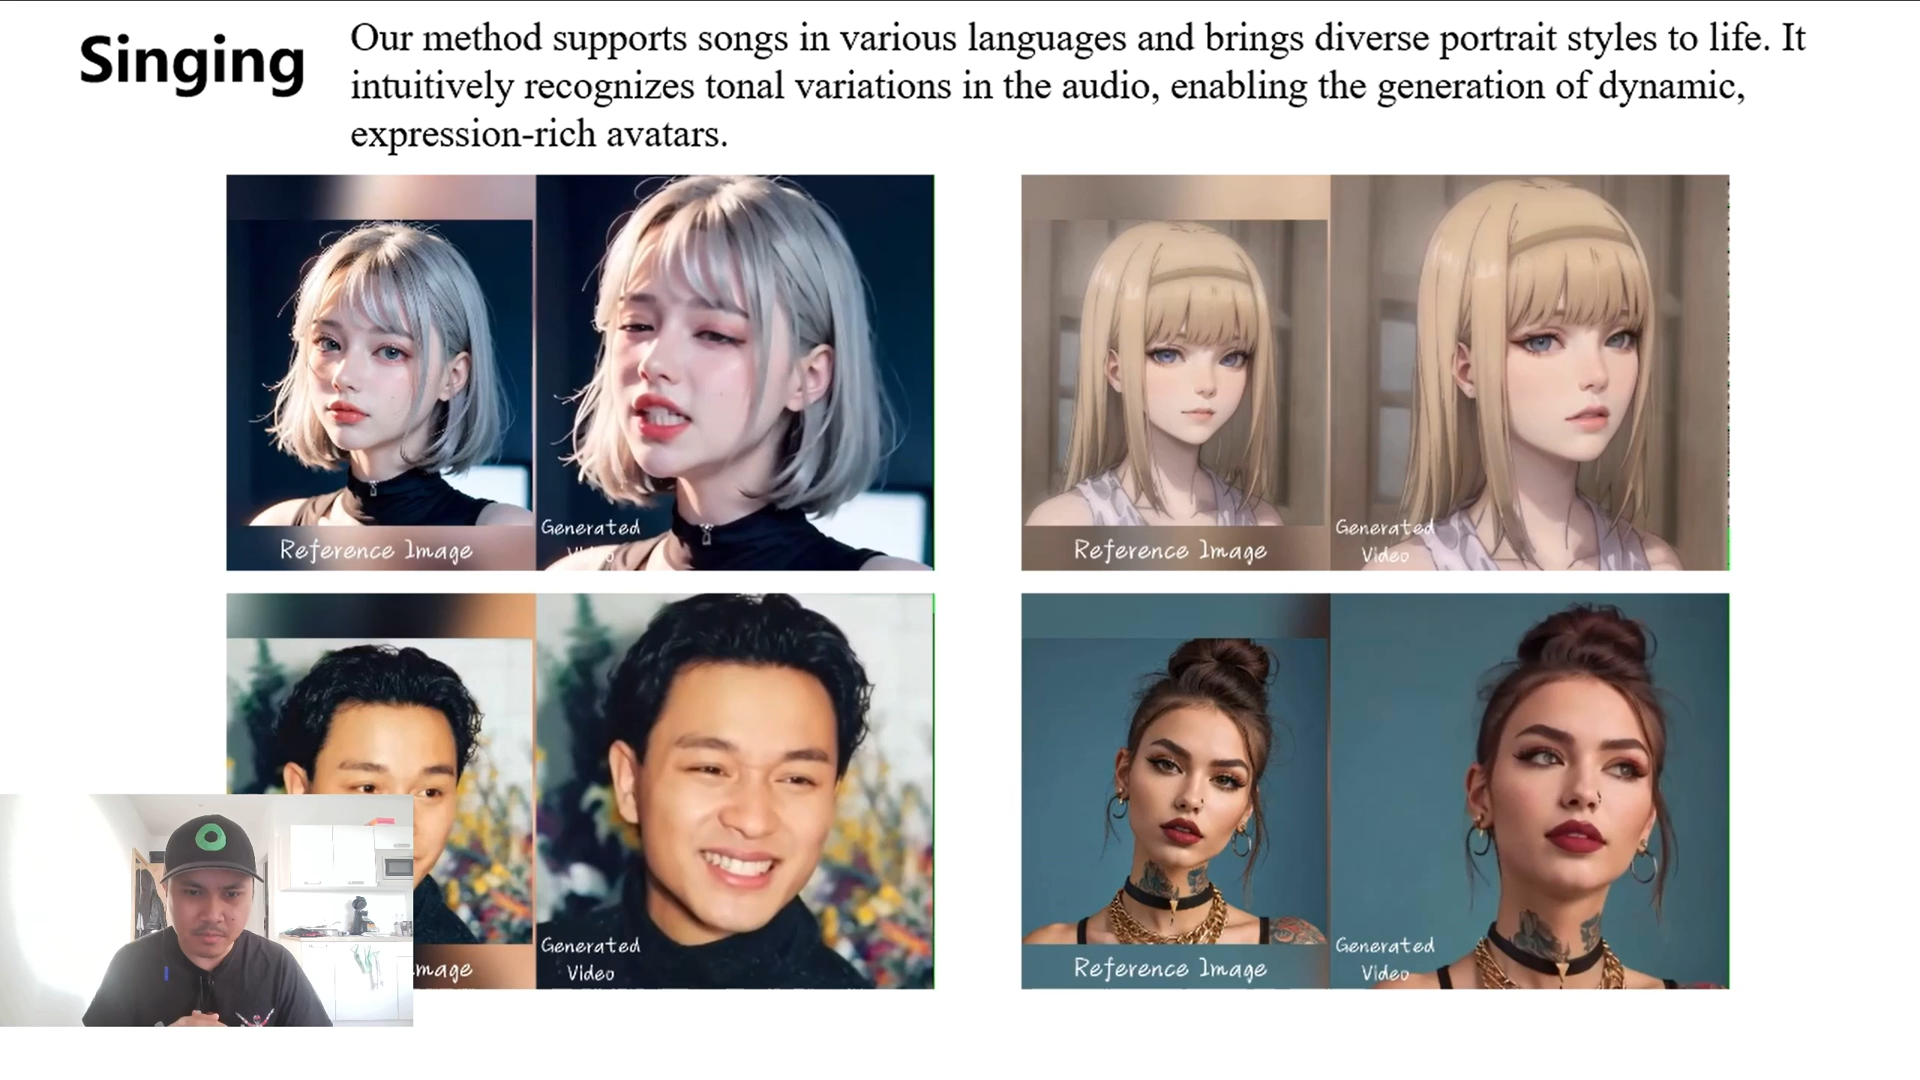 Singing
Our method supports songs in various languages and brings diverse portrait styles to life. It
intuitively recognizes tonal variations in the audio, enabling the generation of dynamic,
expression-rich avatars.
Reference Image
Generated
Video
Reference Image
Generated
Video
mage
Generated
Video
Reference Image
Generated
Video